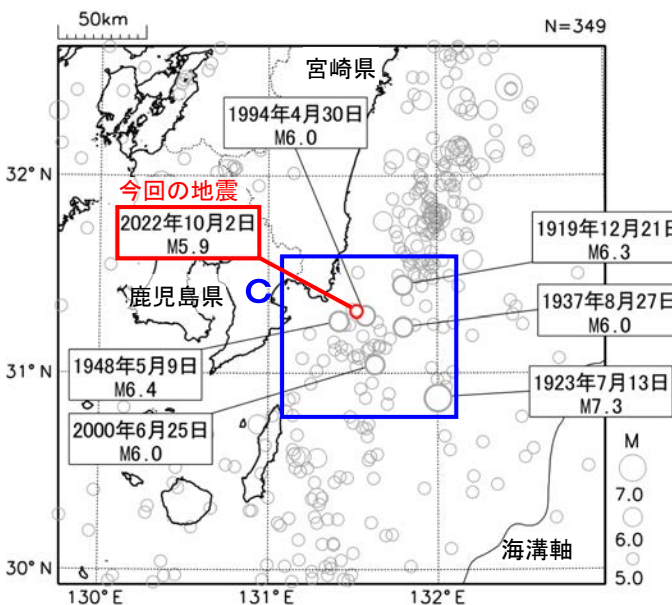 50km
N=349
宮崎県
1994年4月30日
M6.0
32°N
今回の地震
2022年10月2日
M5.9
1919年12月21日
M6.3
C
鹿児島県
1937年8月27日
M6.0
1948年5月9日
M6.4
31°N
1923年7月13日
M7.3
2000年6月25日
M6.0
M
7.0
6.0
5.0
海溝軸
30°N
130°E
131°E
132°E